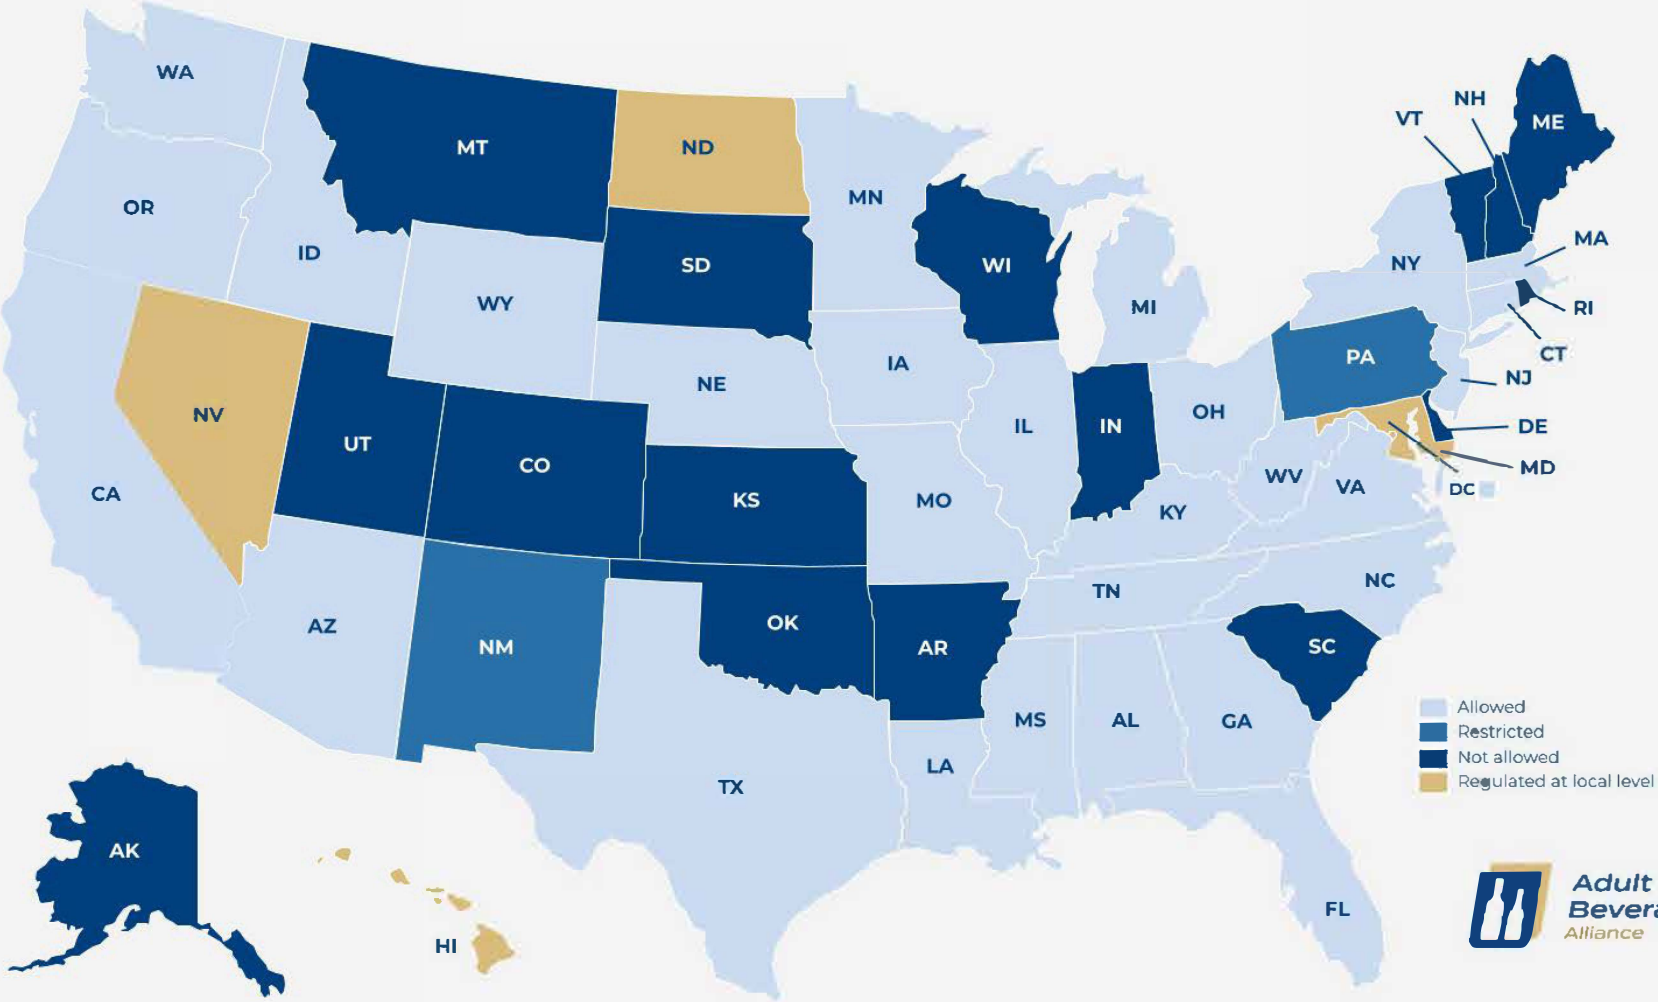 WA
MT
ND
MN
OR
ID
SD
WI
WY
MI
NH
VT
ME
NY
MA
RI
CT
NJ
PA
DE
MD
DC
NV
UT
CO
NE
IA
IL
IN
OH
WV
VA
CA
KS
MO
KY
NC
AZ
NM
OK
AR
TN
SC
TX
LA
MS
AL
GA
FL
AK
HI
Allowed
Restricted
Not allowed
Regulated at local level
Adult
Bevera
Alliance